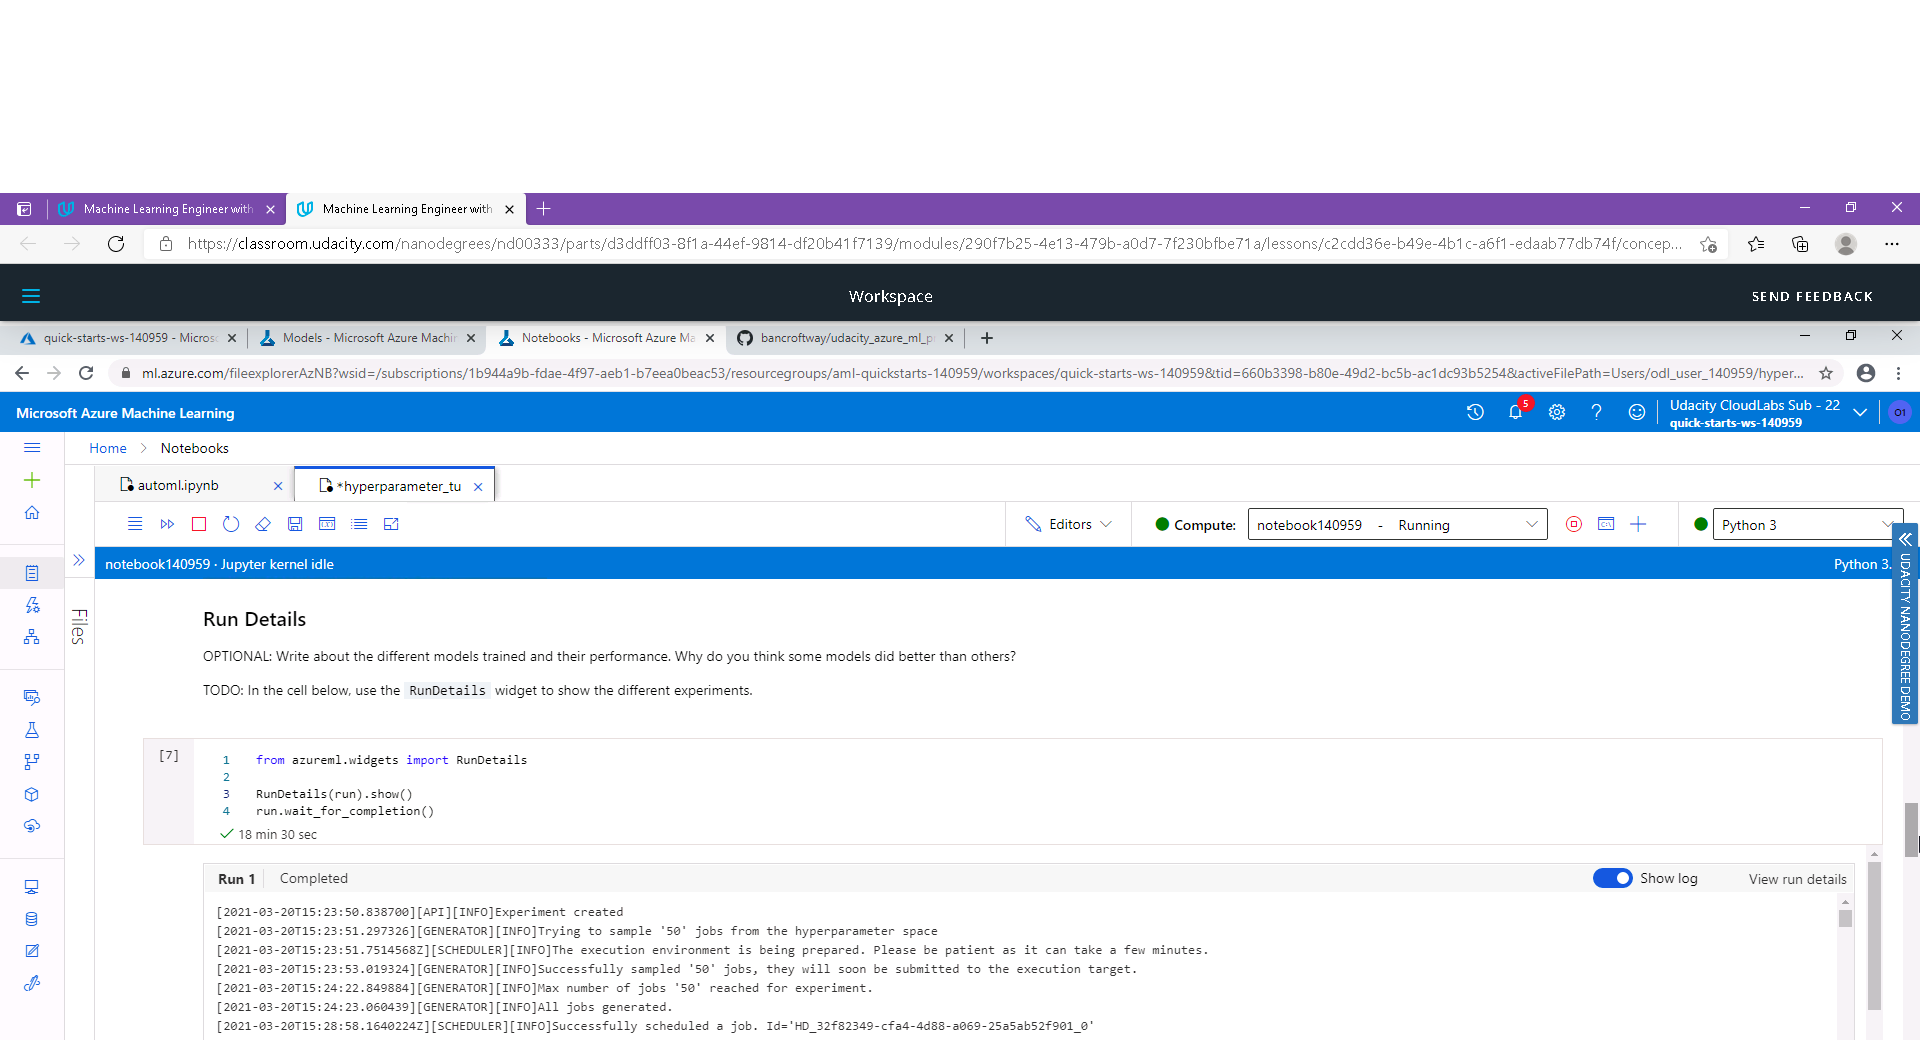 Machine Learning Engineer with
Machine Learning Engineer with
https://classroom.udacity.com/nanodegrees/nd00333/parts/d3ddff03-8f1a-44ef-9814-df20b41f7139/modules/290f7b25-4e13-479b-a0d7-7f230bfbe71a/lessons/c2cdd36e-b49e-4b1c-a6f1-edaab77db74f/concep...
Workspace
SEND FEEDBACK
quick-starts-ws-140959 - Micros
Models - Microsoft Azure Machin
Notebooks - Microsoft Azure Ma
bancroftway/udacity_azure_ml_p
ml.azure.com/fileexplorerAzNB?wsid=/subscriptions/1b944a9b-fdae-4f97-aeb1-b7eea0beac53/resourcegroups/aml-quickstarts-140959/workspaces/quick-starts-ws-140959&tid=660b3398-b80e-49d2-bc5b-ac1dc93b5254&activeFilePath=Users/odl_user_140959/hyper...
Microsoft Azure Machine Learning
5
Udacity CloudLabs Sub - 22
quick-starts-ws-140959
O1
Home
Notebooks
automl.ipynb
*hyperparameter_tu
Editors
Compute:
notebook140959 - Running
Python 3
notebook140959 · Jupyter kernel idle
Python 3.
UDACITY NANODEGREE DEMO
Files
Run Details
OPTIONAL: Write about the different models trained and their performance. Why do you think some models did better than others?
TODO: In the cell below, use the RunDetails widget to show the different experiments.
[7]
1 from azureml.widgets import RunDetails
2
3 RunDetails(run).show()
4 run.wait_for_completion()
18 min 30 sec
Run 1
Completed
Show log
View run details
[2021-03-20T15:23:50.838700][API][INFO]Experiment created
[2021-03-20T15:23:51.297326][GENERATOR][INFO]Trying to sample '50' jobs from the hyperparameter space
[2021-03-20T15:23:51.7514568Z][SCHEDULER][INFO]The execution environment is being prepared. Please be patient as it can take a few minutes.
[2021-03-20T15:23:53.019324][GENERATOR][INFO]Successfully sampled '50' jobs, they will soon be submitted to the execution target.
[2021-03-20T15:24:22.849884][GENERATOR][INFO]Max number of jobs '50' reached for experiment.
[2021-03-20T15:24:23.060439][GENERATOR][INFO]All jobs generated.
[2021-03-20T15:28:58.1640224Z][SCHEDULER][INFO]Successfully scheduled a job. Id='HD_32f82349-cfa4-4d88-a069-25a5ab52f901_0'